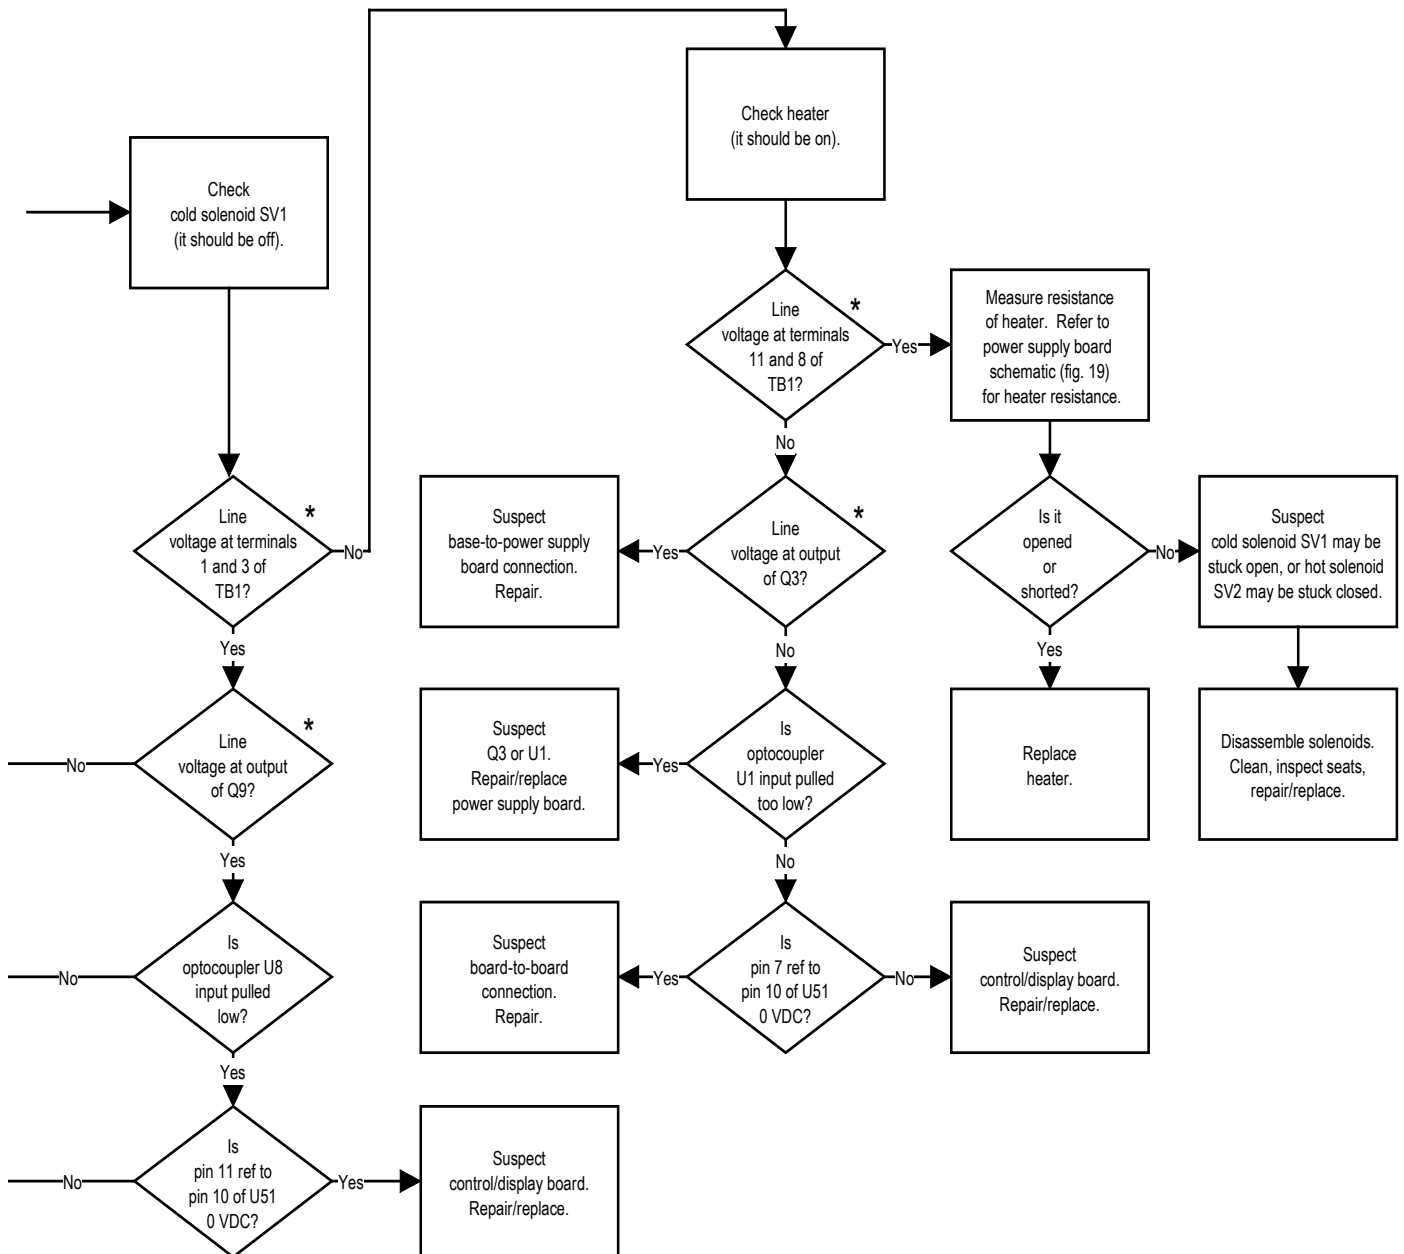 Check heater
(it should be on).
Check
cold solenoid SV1
(it should be off).
Line
voltage at terminals
11 and 8 of
TB1?
*
Yes
Measure resistance
of heater. Refer to
power supply board
schematic (fig. 19)
for heater resistance.
No
Line
voltage at terminals
1 and 3 of
TB1?
*
No
Suspect
base-to-power supply
board connection.
Repair.
Yes
Line
voltage at output
of Q3?
*
Is it
opened
or
shorted?
No
Suspect
cold solenoid SV1 may be
stuck open, or hot solenoid
SV2 may be stuck closed.
Yes
No
Yes
No
Line
voltage at output
of Q9?
*
Suspect
Q3 or U1.
Repair/replace
power supply board.
Yes
Is
optocoupler
U1 input pulled
too low?
Replace
heater.
Disassemble solenoids.
Clean, inspect seats,
repair/replace.
Yes
No
No
Is
optocoupler U8
input pulled
low?
Suspect
board-to-board
connection.
Repair.
Yes
Is
pin 7 ref to
pin 10 of U51
0 VDC?
No
Suspect
control/display board.
Repair/replace.
Yes
No
Is
pin 11 ref to
pin 10 of U51
0 VDC?
Yes
Suspect
control/display board.
Repair/replace.